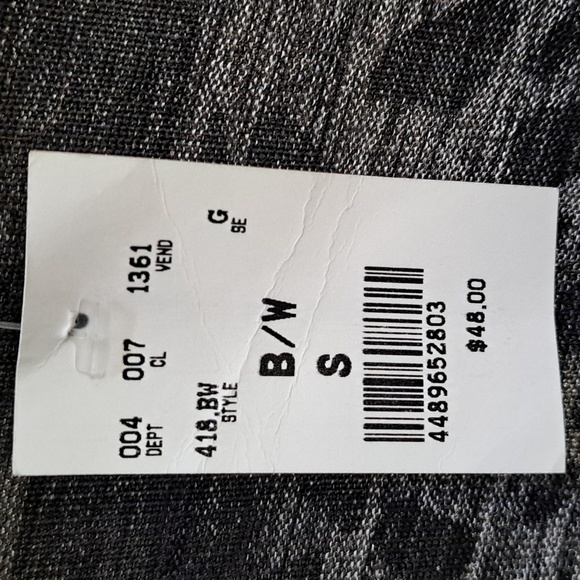 004 007 1361
DEPT CL VEND
418.BW G
STYLE SE
B/W
S
4489652803
$48.00